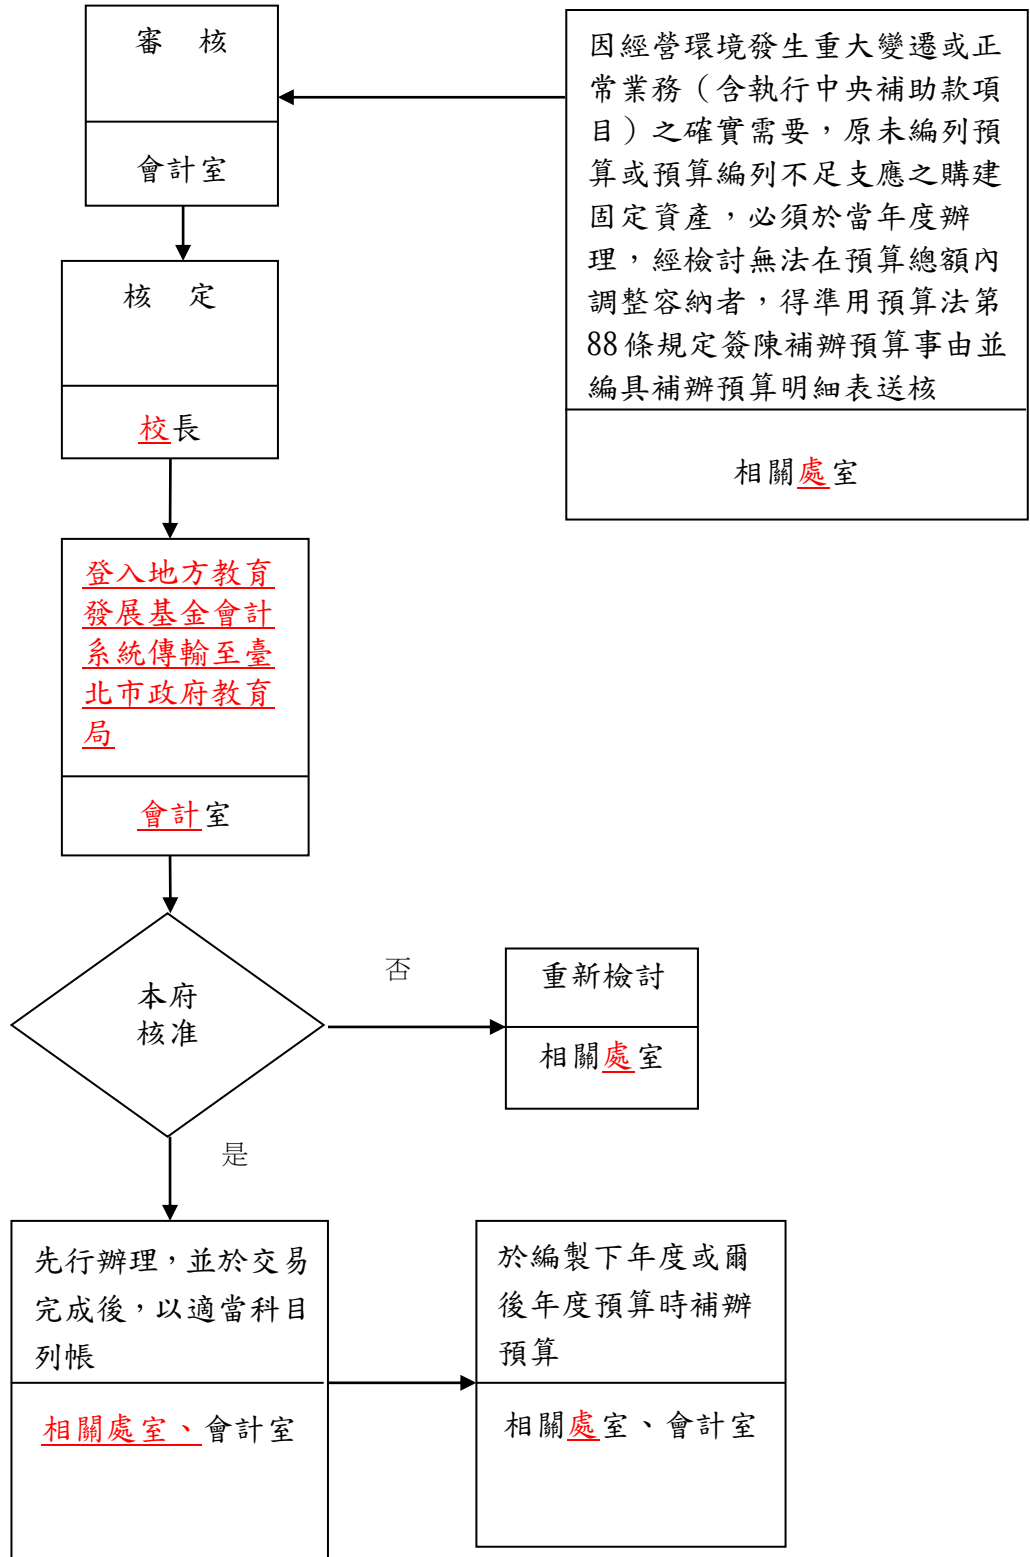 審　核
會計室
因經營環境發生重大變遷或正
常業務（含執行中央補助款項
目）之確實需要，原未編列預
算或預算編列不足支應之購建
固定資產，必須於當年度辦
理，經檢討無法在預算總額內
調整容納者，得準用預算法第
88條規定簽陳補辦預算事由並
編具補辦預算明細表送核
相關處室
核　定
校長
登入地方教育
發展基金會計
系統傳輸至臺
北市政府教育
局
會計室
本府
核准
否
重新檢討
相關處室
是
先行辦理，並於交易
完成後，以適當科目
列帳
相關處室、會計室
於編製下年度或爾
後年度預算時補辦
預算
相關處室、會計室